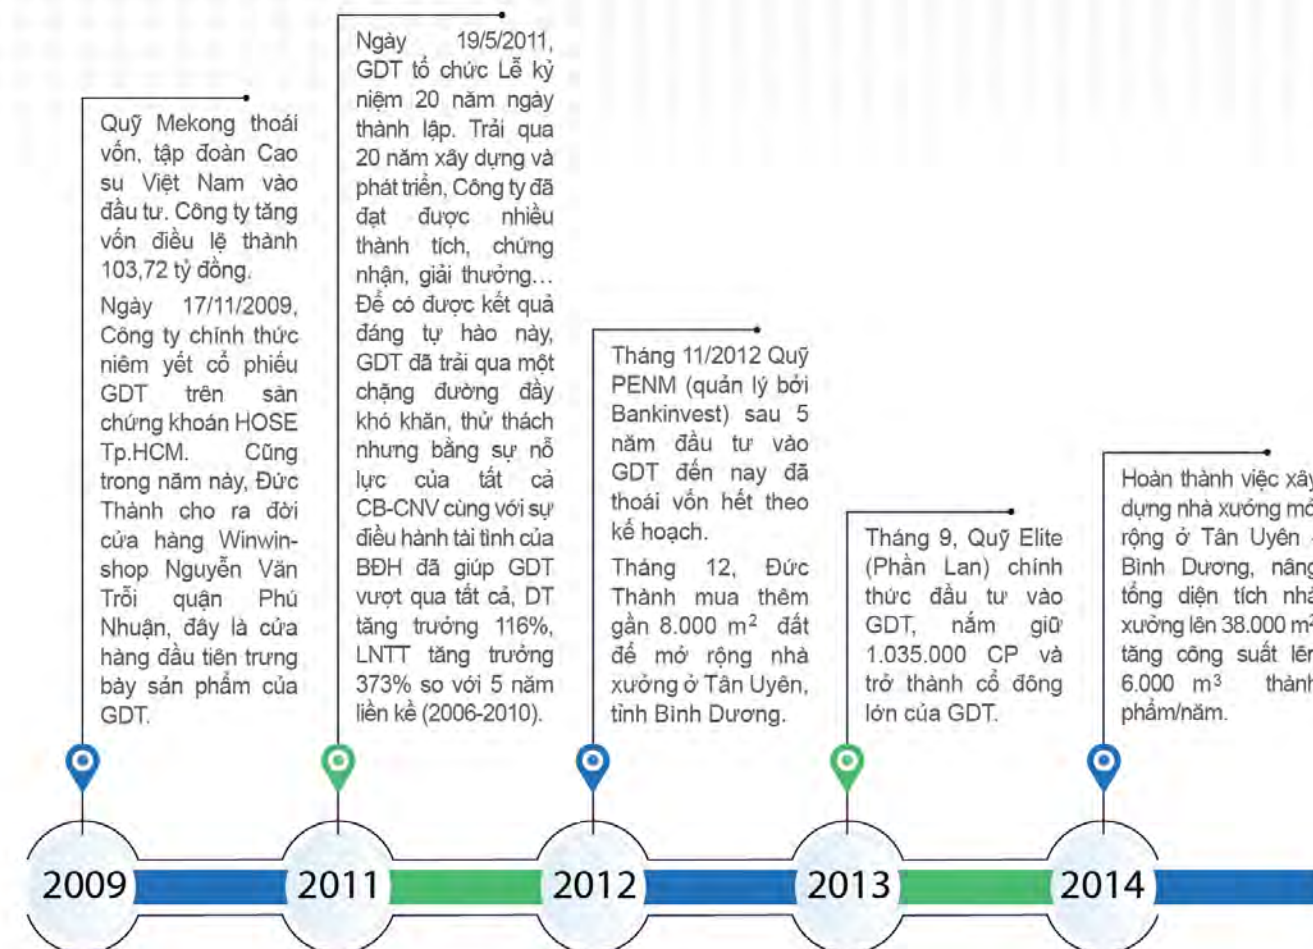 Quỹ Mekong thoái
vốn, tập đoàn Cao
su Việt Nam vào
đầu tư. Công ty tăng
vốn điều lệ thành
103,72 tỷ đồng.
Ngày 17/11/2009,
Công ty chính thức
niêm yết cổ phiếu
GDT trên sàn
chứng khoán HOSE
Tp.HCM. Cũng
trong năm này, Đức
Thành cho ra đời
cửa hàng Winwin-
shop Nguyễn Văn
Trỗi quận Phú
Nhuận, đây là cửa
hàng đầu tiên trưng
bày sản phẩm của
GDT.
Ngày 19/5/2011,
GDT tổ chức Lễ kỷ
niệm 20 năm ngày
thành lập. Trải qua
20 năm xây dựng và
phát triển, Công ty đã
đạt được nhiều
thành tích, chứng
nhận, giải thưởng...
Để có được kết quả
đáng tự hào này,
GDT đã trải qua một
chặng đường đầy
khó khăn, thử thách
nhưng bằng sự nỗ
lực của tất cả
CB-CNV cùng với sự
điều hành tài tình của
BĐH đã giúp GDT
vượt qua tất cả, DT
tăng trưởng 116%,
LNTT tăng trưởng
373% so với 5 năm
liền kề (2006-2010).
Tháng 11/2012 Quỹ
PENM (quản lý bởi
Bankinvest) sau 5
năm đầu tư vào
GDT đến nay đã
thoái vốn hết theo
kế hoạch.
Tháng 12, Đức
Thành mua thêm
gần 8.000 m² đất
để mở rộng nhà
xưởng ở Tân Uyên,
tỉnh Bình Dương.
Tháng 9, Quỹ Elite
(Phần Lan) chính
thức đầu tư vào
GDT, nắm giữ
1.035.000 CP và
trở thành cổ đông
lớn của GDT.
Hoàn thành việc xây
dựng nhà xưởng mở
rộng ở Tân Uyên -
Bình Dương, nâng
tổng diện tích nhà
xưởng lên 38.000 m²
tăng công suất lên
6.000 m³ thành
phẩm/năm.
2009
2011
2012
2013
2014